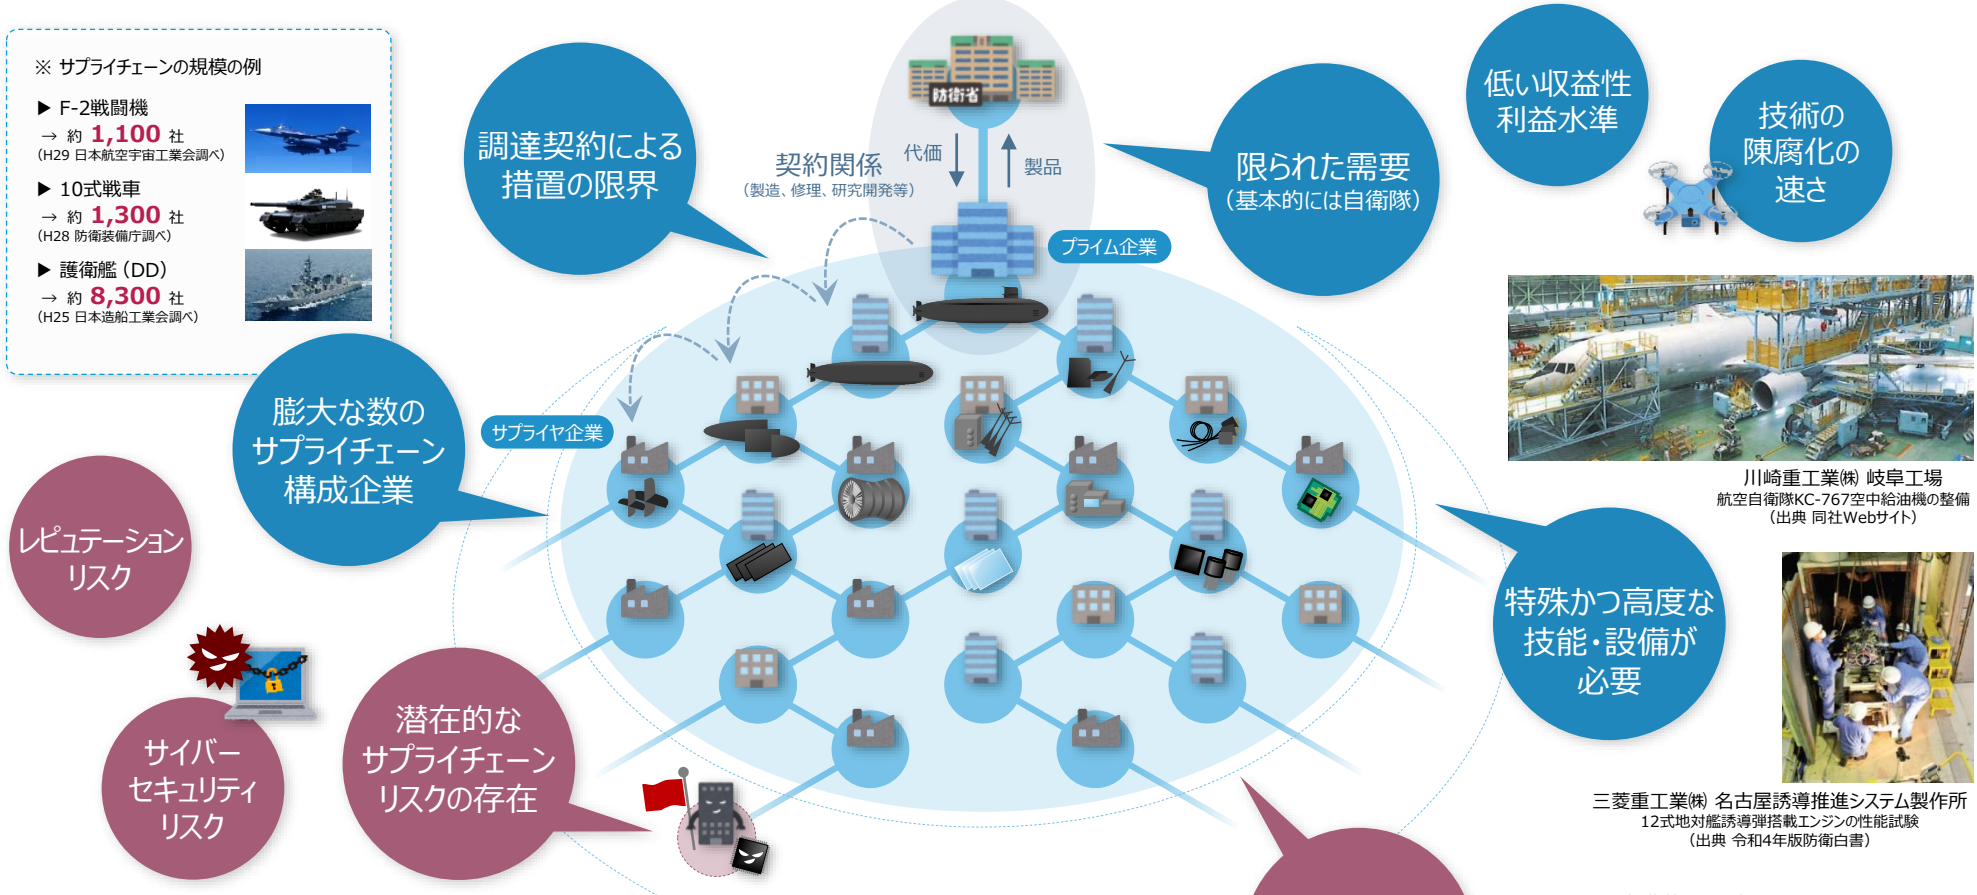 ※ サプライチェーンの規模の例
▶ F-2戦闘機
→ 約 1,100 社
（H29 日本航空宇宙工業会調べ）
▶ 10式戦車
→ 約 1,300 社
（H28 防衛装備庁調べ）
▶ 護衛艦（DD）
→ 約 8,300 社
（H25 日本造船工業会調べ）
調達契約による
措置の限界
防衛省
契約関係
（製造、修理、研究開発等）
代価
製品
プライム企業
限られた需要
（基本的には自衛隊）
低い収益性
利益水準
技術の
陳腐化の
速さ
膨大な数の
サプライチェーン
構成企業
サプライヤ企業
川崎重工業㈱ 岐阜工場
航空自衛隊KC-767空中給油機の整備
（出典 同社Webサイト）
レピュテーション
リスク
特殊かつ高度な
技能・設備が
必要
サイバー
セキュリティ
リスク
潜在的な
サプライチェーン
リスクの存在
三菱重工業㈱ 名古屋誘導推進システム製作所
12式地対艦誘導弾搭載エンジンの性能試験
（出典 令和4年版防衛白書）